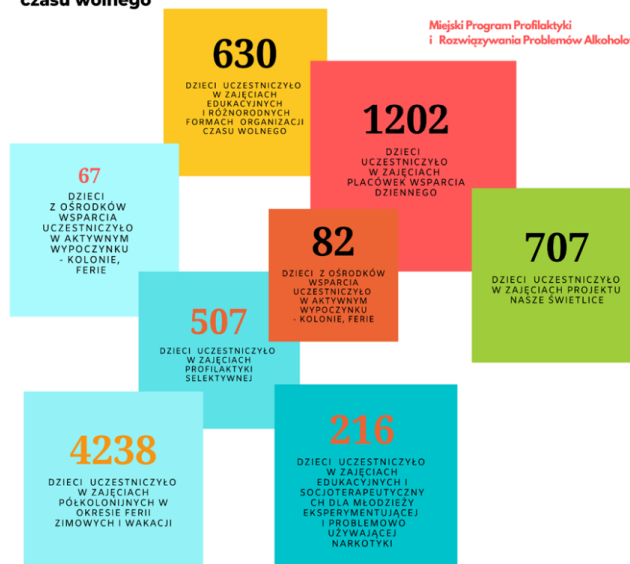 czasu wolnego
Miejski Program Profilaktyki
i Rozwiązywania Problemów
630
DZIECI UCZESTNICZYŁO
W ZAJĘCIACH
EDUKACYJNYCH
I RÓŻNORODNYCH
FORMACH ORGANIZACJI
CZASU WOLNEGO
1202
DZIECI
UCZESTNICZYŁO
W ZAJĘCIACH
PLACÓWEK WSPARCIA
DZIENNEGO
67
DZIECI
Z OŚRODKÓW
WSPARCIA
UCZESTNICZYŁO
W AKTYWNYM
WYPOCZYNKU
- KOLONIE,
FERIE
82
DZIECI Z OŚRODKÓW
WSPARCIA
UCZESTNICZYŁO
W AKTYWNYM
WYPOCZYNKU
- KOLONIE, FERIE
707
DZIECI UCZESTNICZYŁO
W ZAJĘCIACH PROJEKTU
NASZE ŚWIETLICE
507
DZIECI UCZESTNICZYŁO
W ZAJĘCIACH
PROFILAKTYKI
SELEKTYWNEJ
4238
DZIECI UCZESTNICZYŁO
W ZAJĘCIACH
PÓŁKOLONIJNYCH W
OKRESIE FERII
ZIMOWYCH I WAKACJI
216
DZIECI UCZESTNICZYŁO
W ZAJĘCIACH
EDUKACYJNYCH I
SOCJOTERAPEUTYCZNY
CH DLA MŁODZIEŻY
EKSPERYMENTUJĄCEJ
I PROBLEMOWO
UŻYWAJĄCEJ
NARKOTYKI